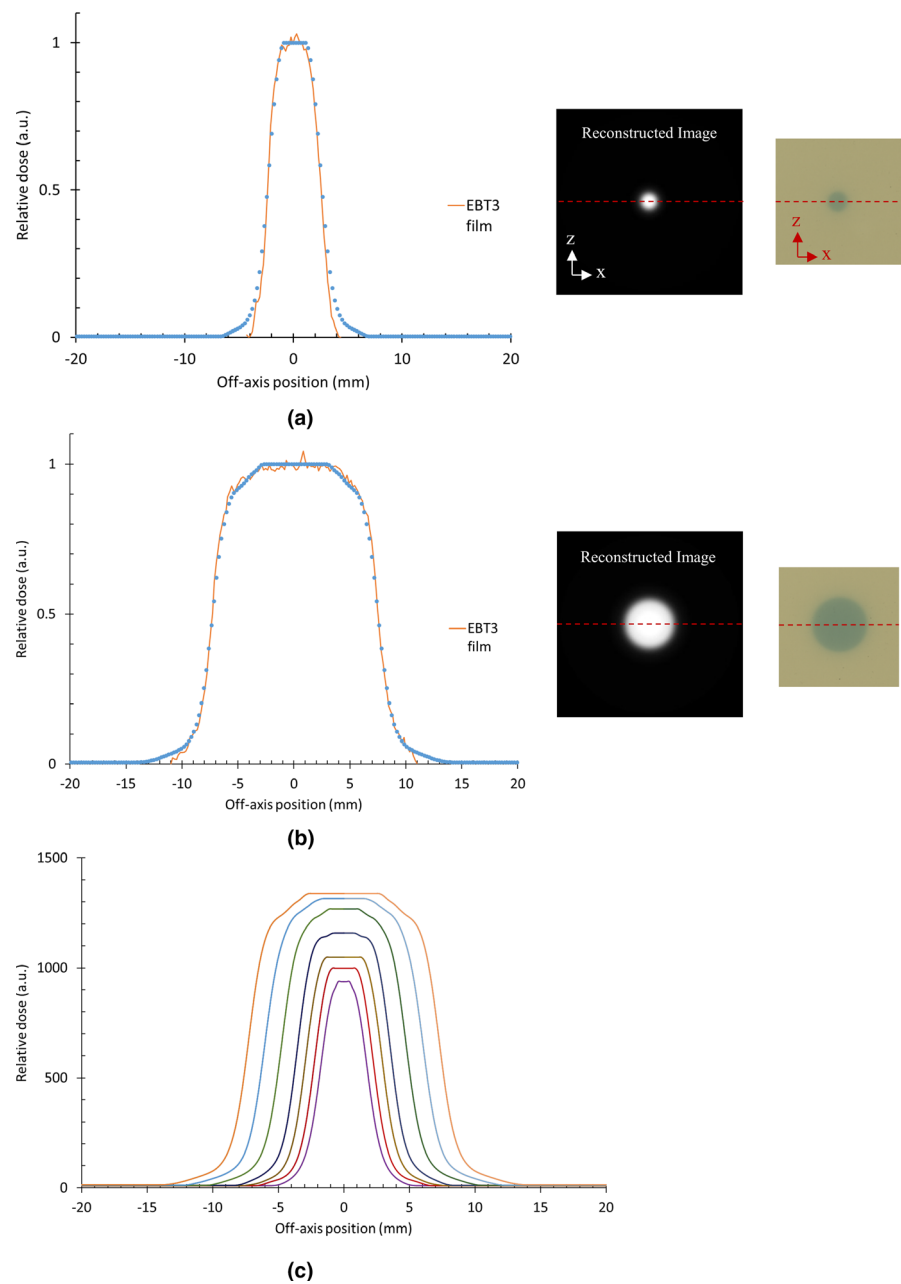 1
Relative dose (a.u.)
0.5
EBT3
film
0
-20 -10 0 10 20
Off-axis position (mm)
Reconstructed Image
Z
X
Z
X
(a)
1
Relative dose (a.u.)
0.5
EBT3
film
0
-20 -15 -10 -5 0 5 10 15 20
Off-axis position (mm)
Reconstructed Image
(b)
1500
Relative dose (a.u.)
1000
500
0
-20 -15 -10 -5 0 5 10 15 20
Off-axis position (mm)
(c)